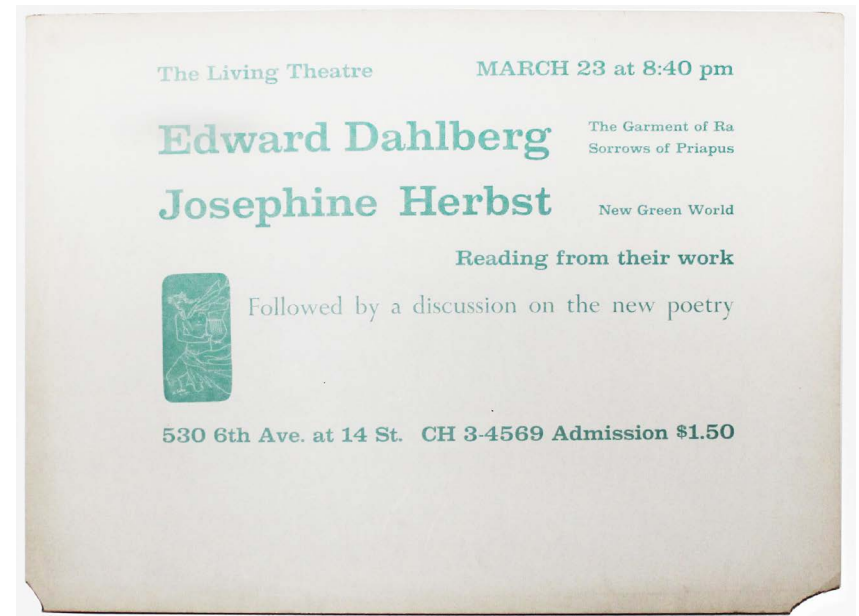 The Living Theatre MARCH 23 at 8:40 pm
Edward Dahlberg The Garment of Ra
Sorrows of Priapus
Josephine Herbst New Green World
Reading from their work
Followed by a discussion on the new poetry
530 6th Ave. at 14 St. CH 3-4569 Admission $1.50